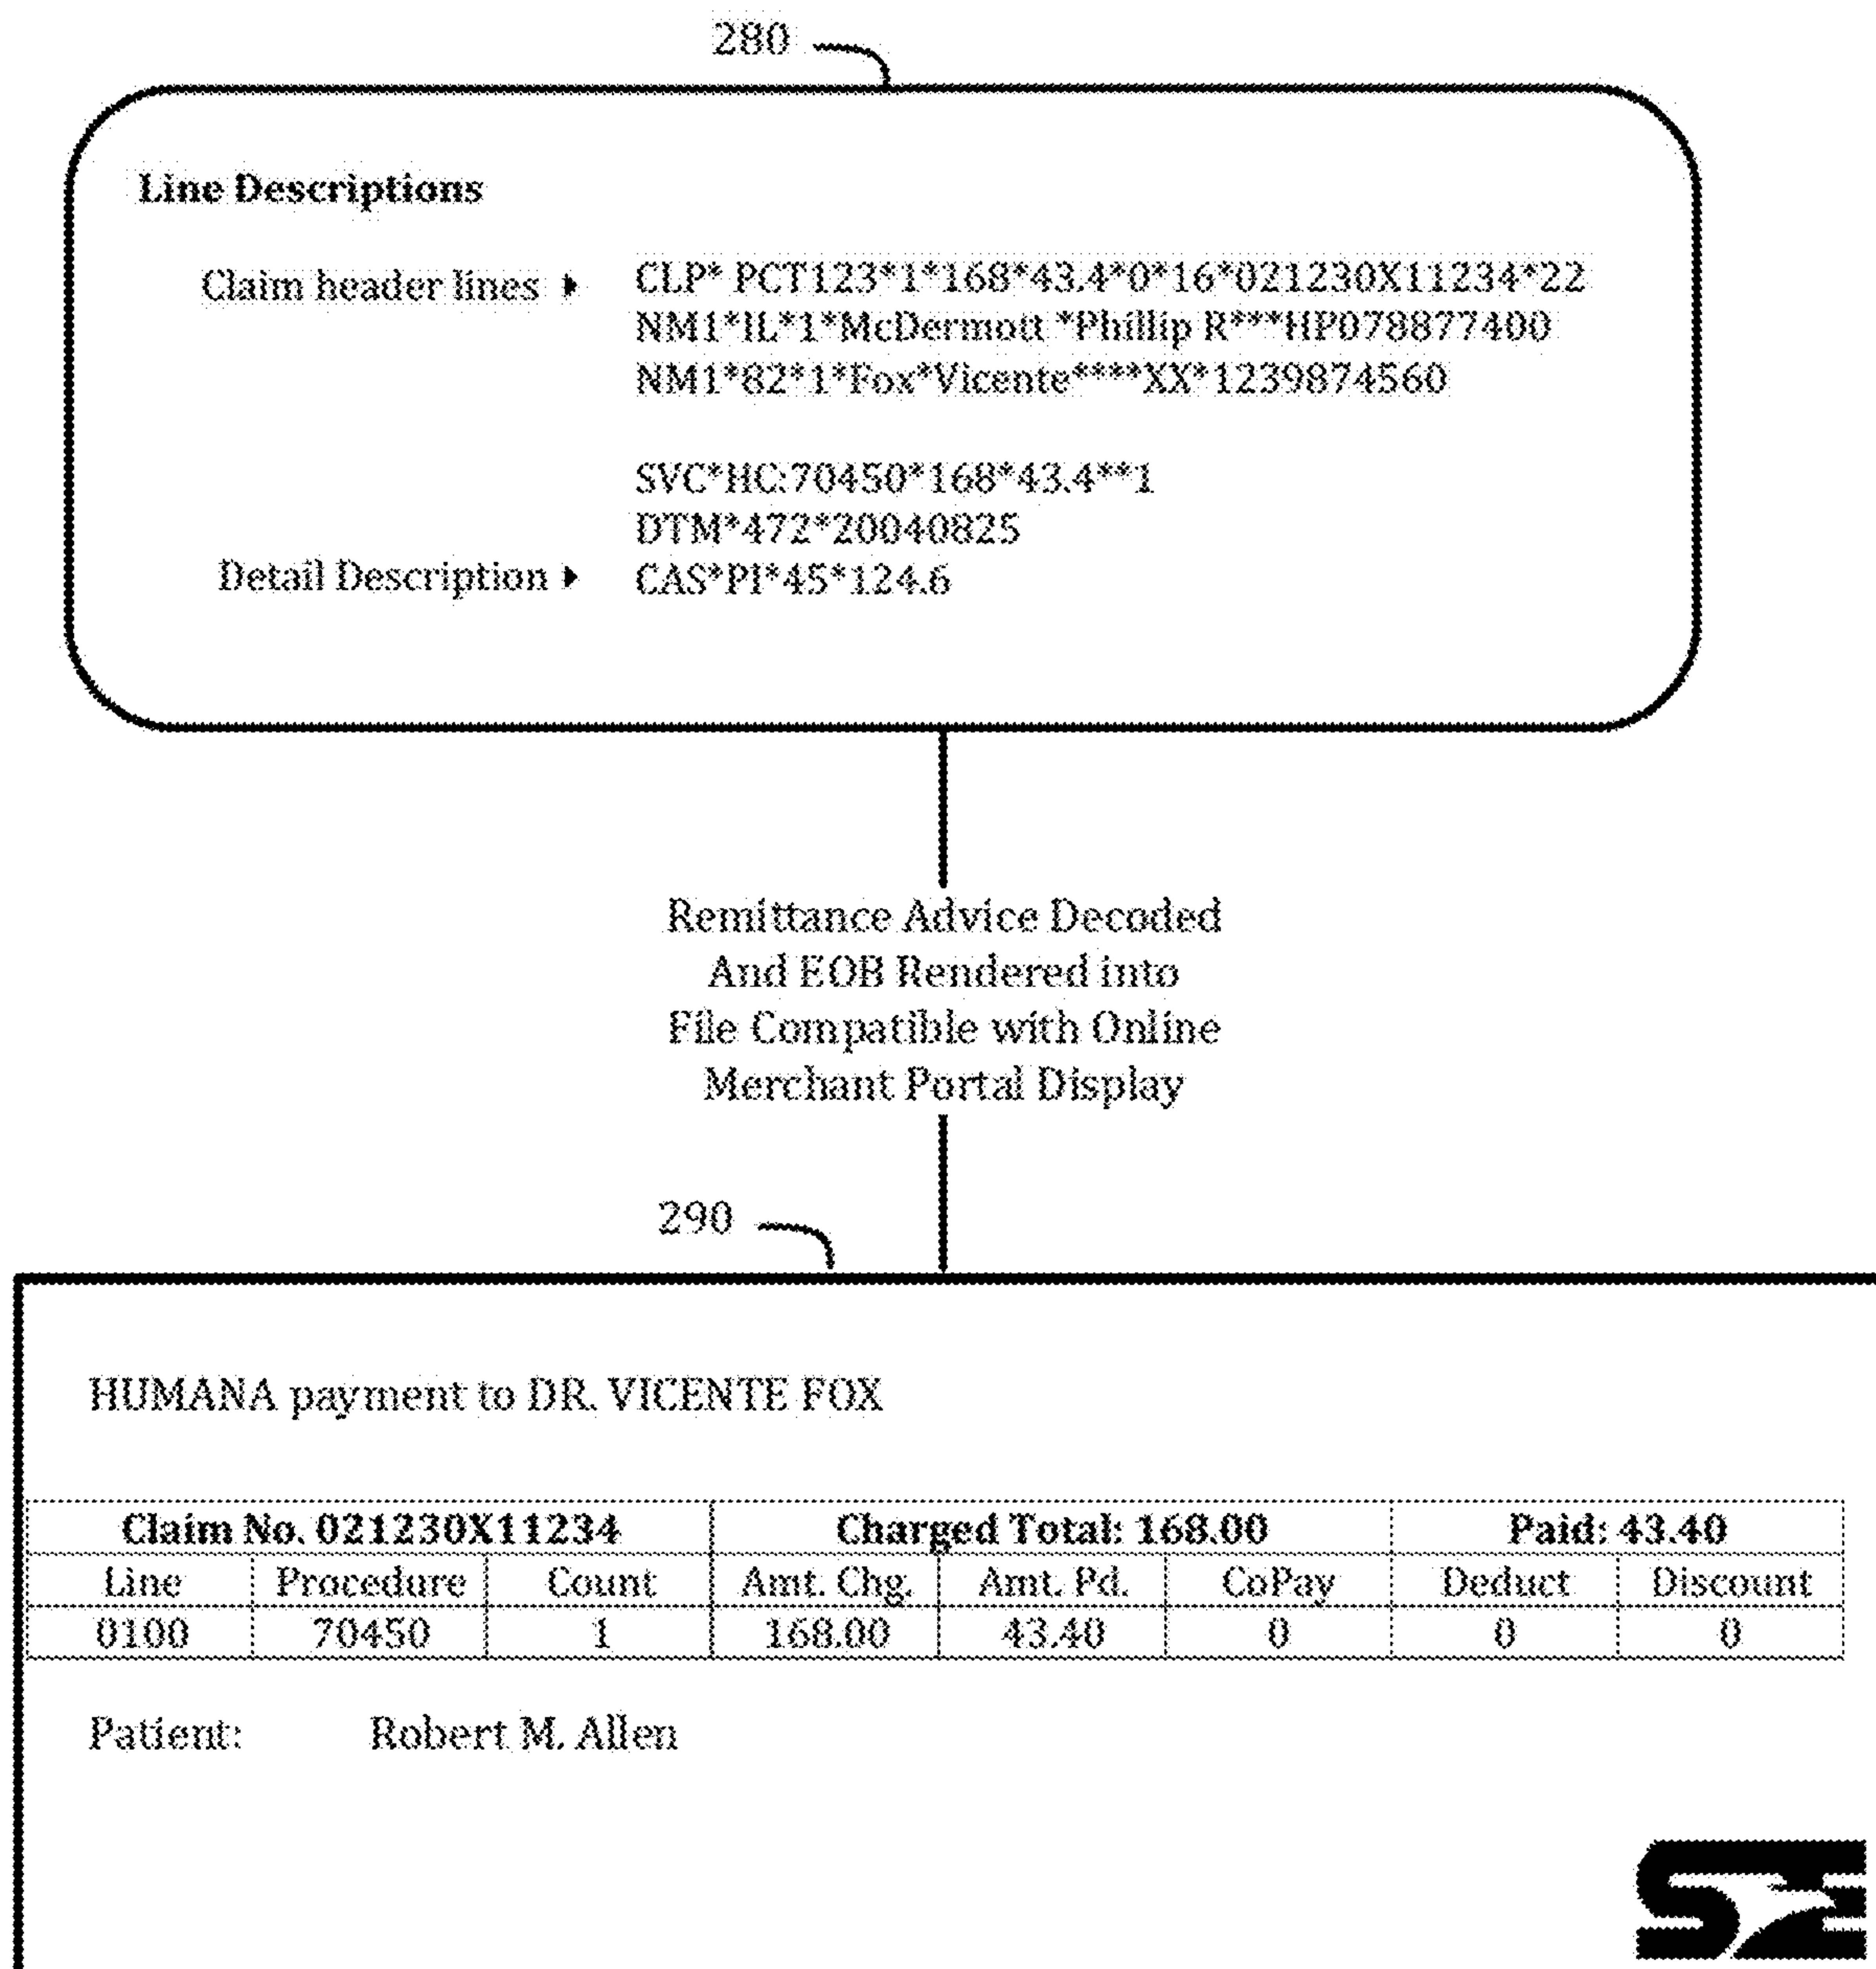 280
Line Descriptions
Claim header lines ▶ CLP* PCT123*1*168*43.4*0*16*021230X11234*22
NM1*IL*1*McDermott *Phillip R***HP078877400
NM1*82*1*Fox*Vicente****XX*1239874560
SVC*HC:70450*168*43.4**1
DTM*472*20040825
Detail Description ▶ CAS*PI*45*124.6
Remittance Advice Decoded
And EOB Rendered into
File Compatible with Online
Merchant Portal Display
290
HUMANA payment to DR. VICENTE FOX
Claim No. 021230X11234 Charged Total: 168.00 Paid: 43.40
Line Procedure Count Amt. Chg. Amt. Pd. CoPay Deduct Discount
0100 70450 1 168.00 43.40 0 0 0
Patient: Robert M. Allen